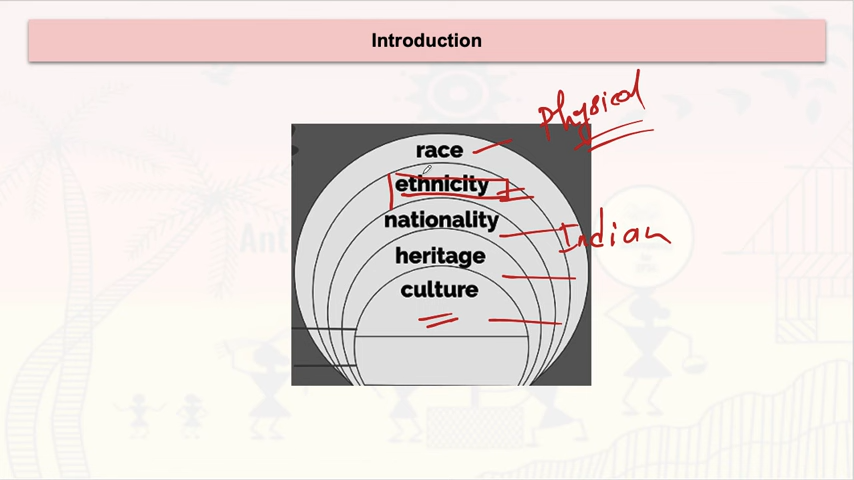 Introduction
Physical
race
ethnicity
nationality
Indian
heritage
culture